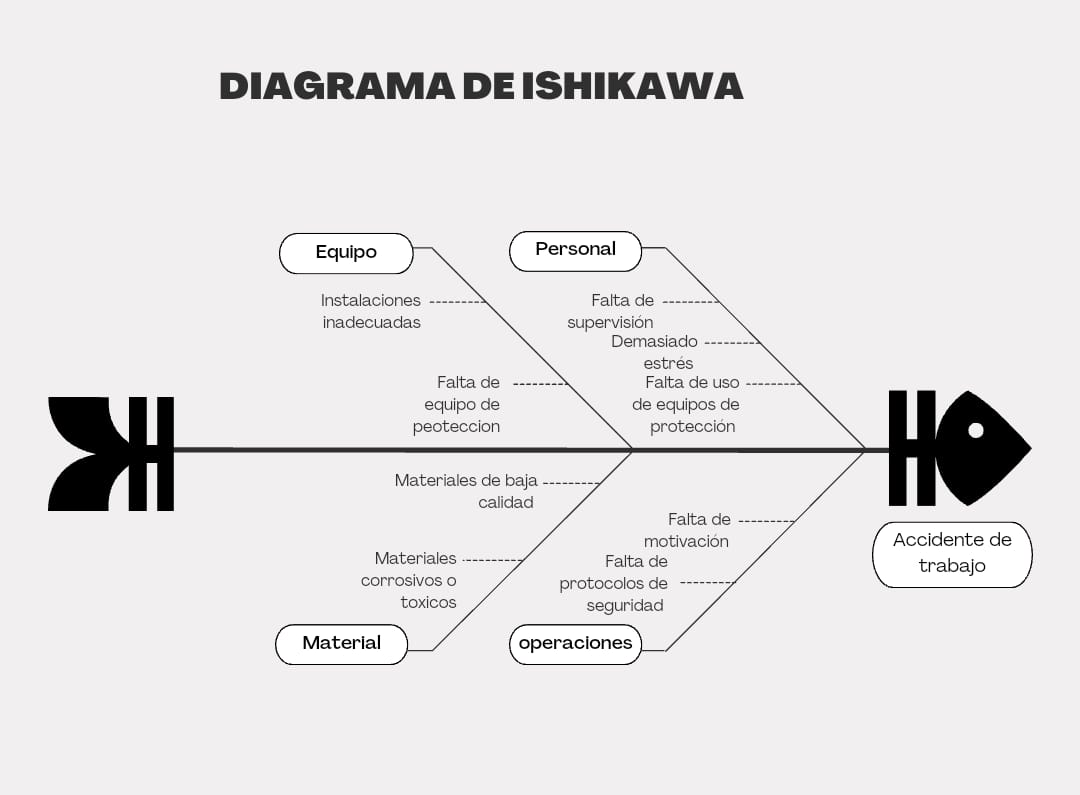 DIAGRAMA DE ISHIKAWA
Equipo
Instalaciones
inadecuadas
Falta de
equipo de
peoteccion
Personal
Falta de
supervisión
Demasiado
estrés
Falta de uso
de equipos de
protección
Materiales de baja
calidad
Materiales
corrosivos o
toxicos
Material
Falta de
motivación
Falta de
protocolos de
seguridad
operaciones
Accidente de
trabajo